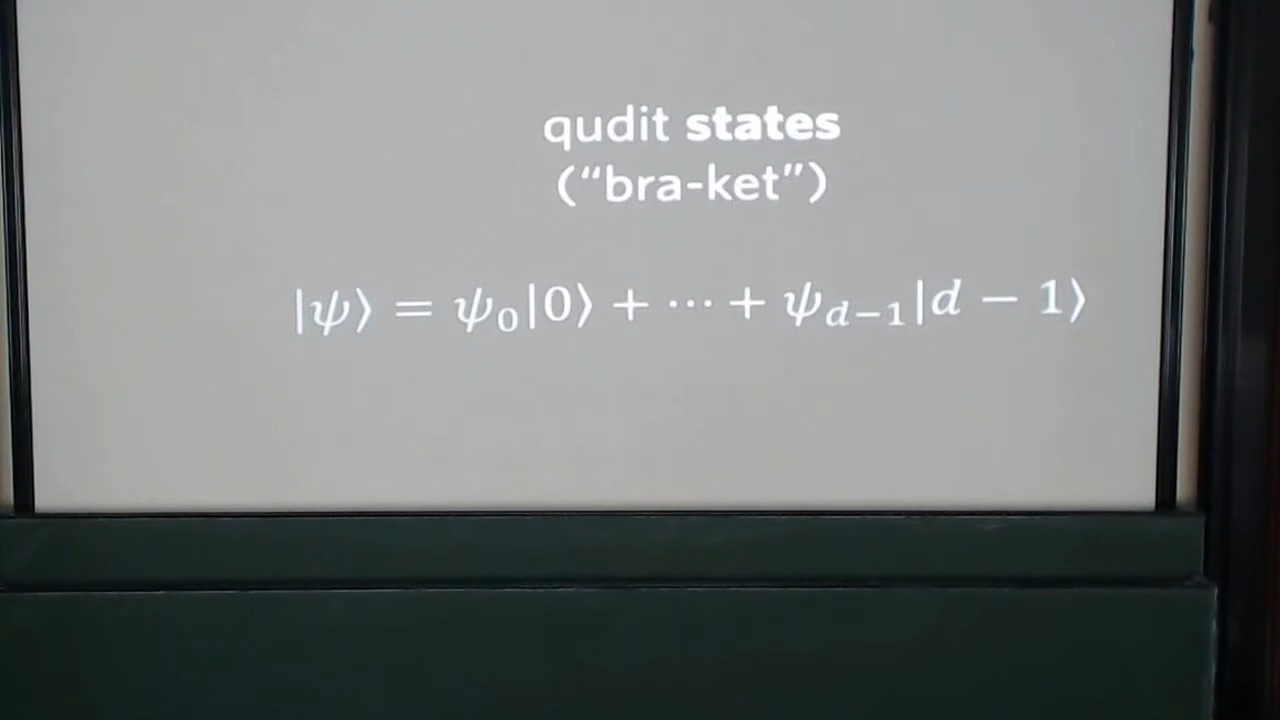 qudit states
(“bra-ket”)
|ψ⟩ = ψ₀|0⟩ + ⋯ + ψ_{d−1}|d − 1⟩